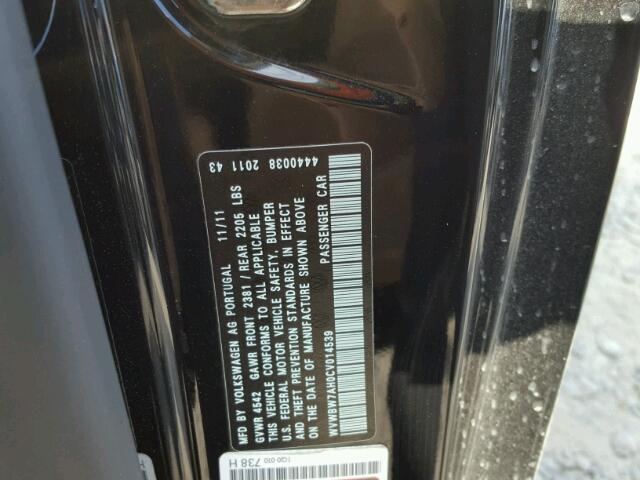 4440038 2011 43
MFD BY VOLKSWAGEN AG PORTUGAL 11/11
GVWR 4542 GAWR FRONT 2381 / REAR 2205 LBS
THIS VEHICLE CONFORMS TO ALL APPLICABLE
U.S. FEDERAL MOTOR VEHICLE SAFETY, BUMPER
AND THEFT PREVENTION STANDARDS IN EFFECT
ON THE DATE OF MANUFACTURE SHOWN ABOVE
WVWBW7AH0CV014539 PASSENGER CAR
1Q0 010 738 H